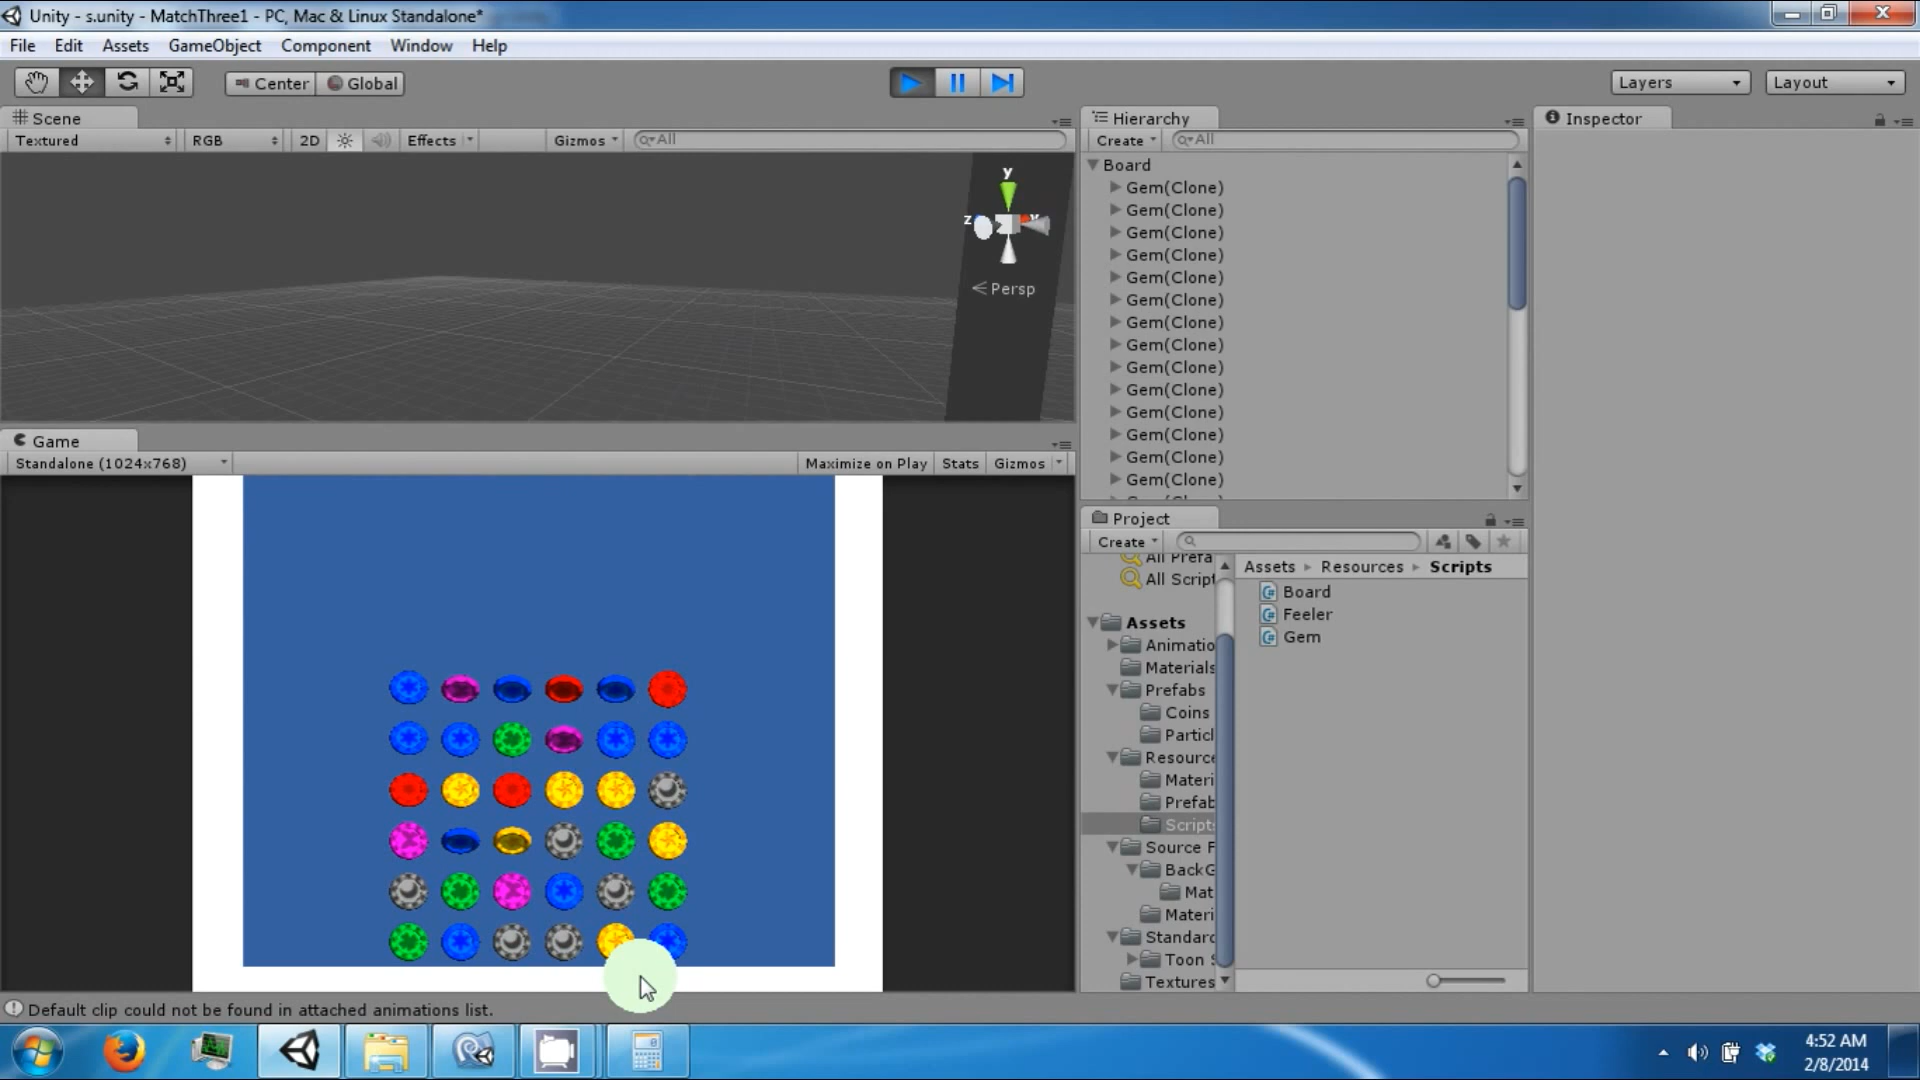 Unity - s.unity - MatchThree1 - PC, Mac & Linux Standalone*
File Edit Assets GameObject Component Window Help
Center Global Layers Layout
Scene
Textured RGB 2D Effects Gizmos All
y
z
Persp
Game
Standalone (1024x768) Maximize on Play Stats Gizmos
Hierarchy
Create All
Board
Gem(Clone)
Gem(Clone)
Gem(Clone)
Gem(Clone)
Gem(Clone)
Gem(Clone)
Gem(Clone)
Gem(Clone)
Gem(Clone)
Gem(Clone)
Gem(Clone)
Gem(Clone)
Gem(Clone)
Gem(Clone)
Project
Create
All Prefa
All Script
Assets
Animatio
Materials
Prefabs
Coins
Particl
Resource
Materi
Prefab
Scripts
Source F
BackG
Mat
Materi
Standard
Toon S
Textures
Assets Resources Scripts
Board
Feeler
Gem
Inspector
Default clip could not be found in attached animations list.
4:52 AM
2/8/2014